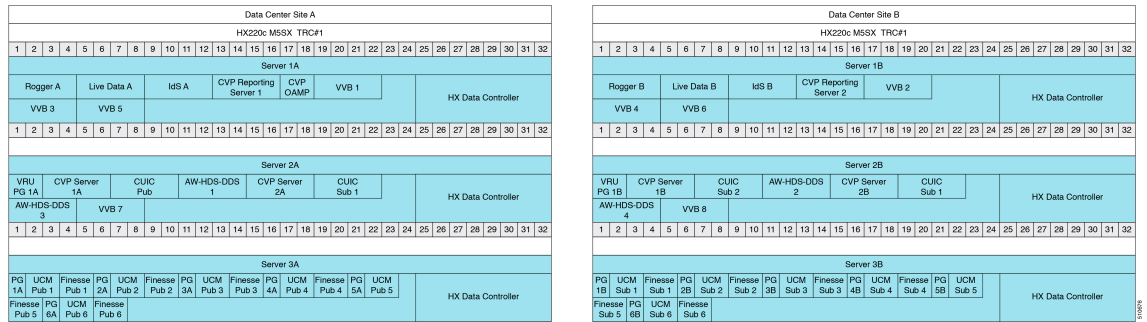 Data Center Site A
HX220c M5SX TRC#1
1 2 3 4 5 6 7 8 9 10 11 12 13 14 15 16 17 18 19 20 21 22 23 24 25 26 27 28 29 30 31 32
Server 1A
Rogger A Live Data A IdS A CVP Reporting Server 1 CVP OAMP VVB 1 HX Data Controller
VVB 3 VVB 5
1 2 3 4 5 6 7 8 9 10 11 12 13 14 15 16 17 18 19 20 21 22 23 24 25 26 27 28 29 30 31 32
Server 2A
VRU PG 1A CVP Server 1A CUIC Pub AW-HDS-DDS 1 CVP Server 2A CUIC Sub 1 HX Data Controller
AW-HDS-DDS 3 VVB 7
1 2 3 4 5 6 7 8 9 10 11 12 13 14 15 16 17 18 19 20 21 22 23 24 25 26 27 28 29 30 31 32
Server 3A
PG 1A UCM Pub 1 Finesse Pub 1 PG 2A UCM Pub 2 Finesse Pub 2 PG 3A UCM Pub 3 Finesse Pub 3 PG 4A UCM Pub 4 Finesse Pub 4 PG 5A UCM Pub 5 HX Data Controller
Finesse Pub 5 PG 6A UCM Pub 6 Finesse Pub 6
Data Center Site B
HX220c M5SX TRC#1
1 2 3 4 5 6 7 8 9 10 11 12 13 14 15 16 17 18 19 20 21 22 23 24 25 26 27 28 29 30 31 32
Server 1B
Rogger B Live Data B IdS B CVP Reporting Server 2 VVB 2 HX Data Controller
VVB 4 VVB 6
1 2 3 4 5 6 7 8 9 10 11 12 13 14 15 16 17 18 19 20 21 22 23 24 25 26 27 28 29 30 31 32
Server 2B
VRU PG 1B CVP Server 1B CUIC Sub 2 AW-HDS-DDS 2 CVP Server 2B CUIC Sub 1 HX Data Controller
AW-HDS-DDS 4 VVB 8
1 2 3 4 5 6 7 8 9 10 11 12 13 14 15 16 17 18 19 20 21 22 23 24 25 26 27 28 29 30 31 32
Server 3B
PG 1B UCM Sub 1 Finesse Sub 1 PG 2B UCM Sub 2 Finesse Sub 2 PG 3B UCM Sub 3 Finesse Sub 3 PG 4B UCM Sub 4 Finesse Sub 4 PG 5B UCM Sub 5 HX Data Controller
Finesse Sub 5 PG 6B UCM Sub 6 Finesse Sub 6